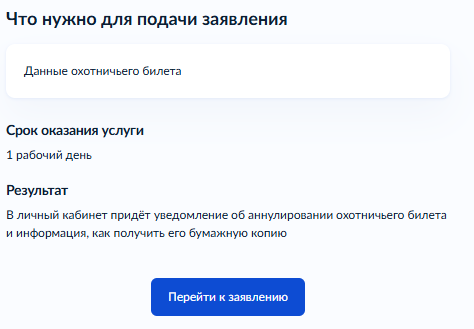 Что нужно для подачи заявления
Данные охотничьего билета
Срок оказания услуги
1 рабочий день
Результат
В личный кабинет придёт уведомление об аннулировании охотничьего билета
и информация, как получить его бумажную копию
Перейти к заявлению